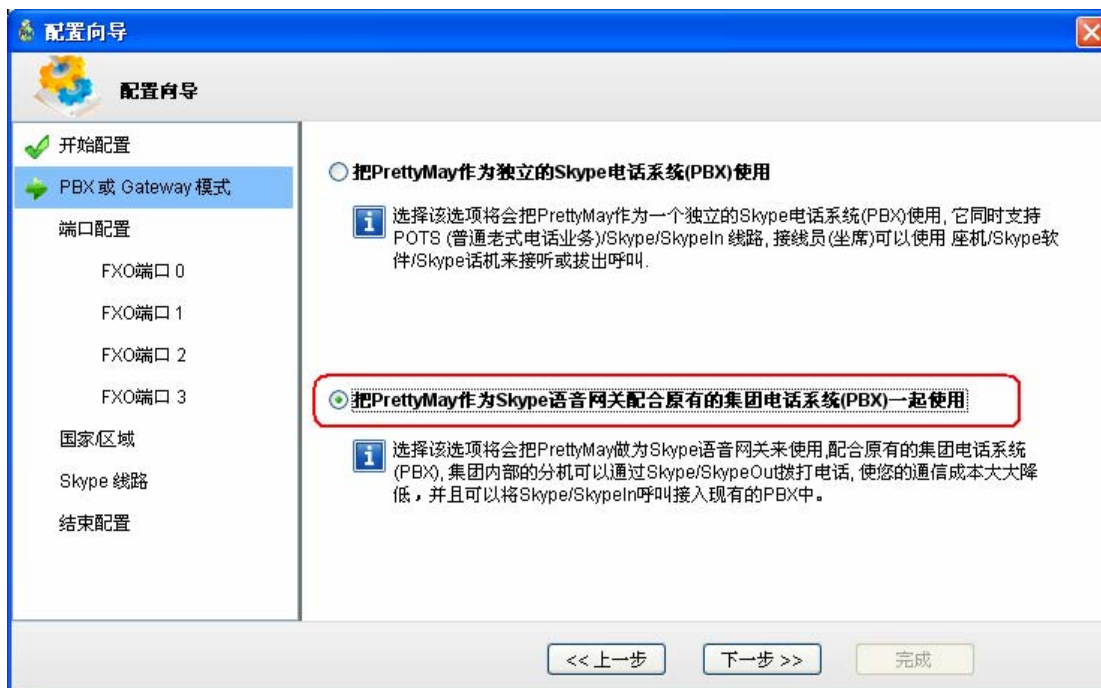 配置向导
配置向导
开始配置
PBX 或 Gateway 模式
端口配置
FXO端口 0
FXO端口 1
FXO端口 2
FXO端口 3
国家/区域
Skype 线路
结束配置
把PrettyMay作为独立的Skype电话系统(PBX)使用
选择该选项将会把PrettyMay作为一个独立的Skype电话系统(PBX)使用, 它同时支持
POTS (普通老式电话业务)/Skype/SkypeIn 线路, 接线员(坐席)可以使用 座机/Skype软
件/Skype话机来接听或拔出呼叫.
把PrettyMay作为Skype语音网关配合原有的集团电话系统(PBX)一起使用
选择该选项将会把PrettyMay做为Skype语音网关来使用,配合原有的集团电话系统
(PBX), 集团内部的分机可以通过Skype/SkypeOut拨打电话, 使您的通信成本大大降
低，并且可以将Skype/SkypeIn呼叫接入现有的PBX中。
<< 上一步
下一步 >>
完成